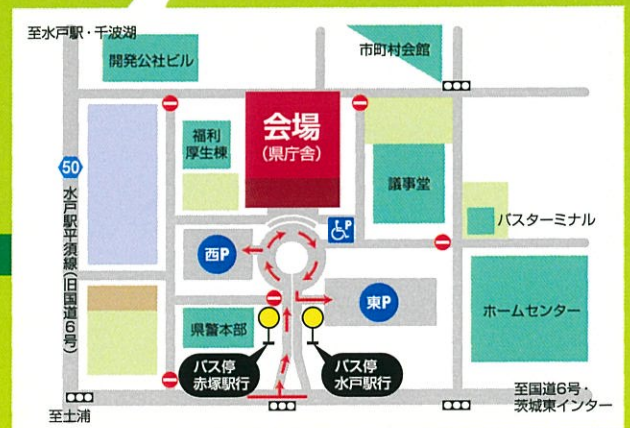 至水戸駅・千波湖
開発公社ビル
市町村会館
福利
厚生棟
会場
(県庁舎)
議事堂
50
水戸駅平須線(旧国道6号)
西P
P
バスターミナル
東P
ホームセンター
県警本部
バス停
赤塚駅行
バス停
水戸駅行
至土浦
至国道6号・
茨城東インター